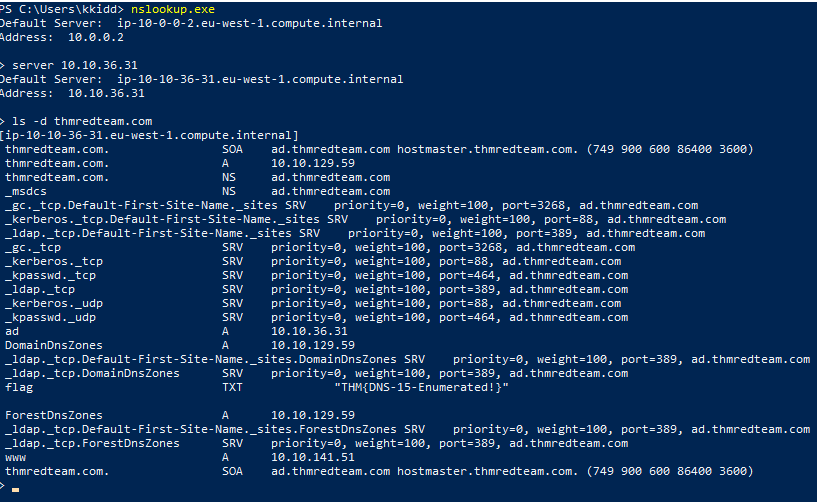 PS C:\Users\kkidd> nslookup.exe
Default Server:  ip-10-0-0-2.eu-west-1.compute.internal
Address:  10.0.0.2

> server 10.10.36.31
Default Server:  ip-10-10-36-31.eu-west-1.compute.internal
Address:  10.10.36.31

> ls -d thmredteam.com
[ip-10-10-36-31.eu-west-1.compute.internal]
 thmredteam.com.                SOA    ad.thmredteam.com hostmaster.thmredteam.com. (749 900 600 86400 3600)
 thmredteam.com.                A      10.10.129.59
 thmredteam.com.                NS     ad.thmredteam.com
 _msdcs                         NS     ad.thmredteam.com
 _gc._tcp.Default-First-Site-Name._sites SRV    priority=0, weight=100, port=3268, ad.thmredteam.com
 _kerberos._tcp.Default-First-Site-Name._sites SRV    priority=0, weight=100, port=88, ad.thmredteam.com
 _ldap._tcp.Default-First-Site-Name._sites SRV    priority=0, weight=100, port=389, ad.thmredteam.com
 _gc._tcp                       SRV    priority=0, weight=100, port=3268, ad.thmredteam.com
 _kerberos._tcp                 SRV    priority=0, weight=100, port=88, ad.thmredteam.com
 _kpasswd._tcp                  SRV    priority=0, weight=100, port=464, ad.thmredteam.com
 _ldap._tcp                     SRV    priority=0, weight=100, port=389, ad.thmredteam.com
 _kerberos._udp                 SRV    priority=0, weight=100, port=88, ad.thmredteam.com
 _kpasswd._udp                  SRV    priority=0, weight=100, port=464, ad.thmredteam.com
 ad                             A      10.10.36.31
 DomainDnsZones                 A      10.10.129.59
 _ldap._tcp.Default-First-Site-Name._sites.DomainDnsZones SRV    priority=0, weight=100, port=389, ad.thmredteam.com
 _ldap._tcp.DomainDnsZones      SRV    priority=0, weight=100, port=389, ad.thmredteam.com
 flag                           TXT             "THM{DNS-15-Enumerated!}"

 ForestDnsZones                 A      10.10.129.59
 _ldap._tcp.Default-First-Site-Name._sites.ForestDnsZones SRV    priority=0, weight=100, port=389, ad.thmredteam.com
 _ldap._tcp.ForestDnsZones      SRV    priority=0, weight=100, port=389, ad.thmredteam.com
 www                            A      10.10.141.51
 thmredteam.com.                SOA    ad.thmredteam.com hostmaster.thmredteam.com. (749 900 600 86400 3600)
> _